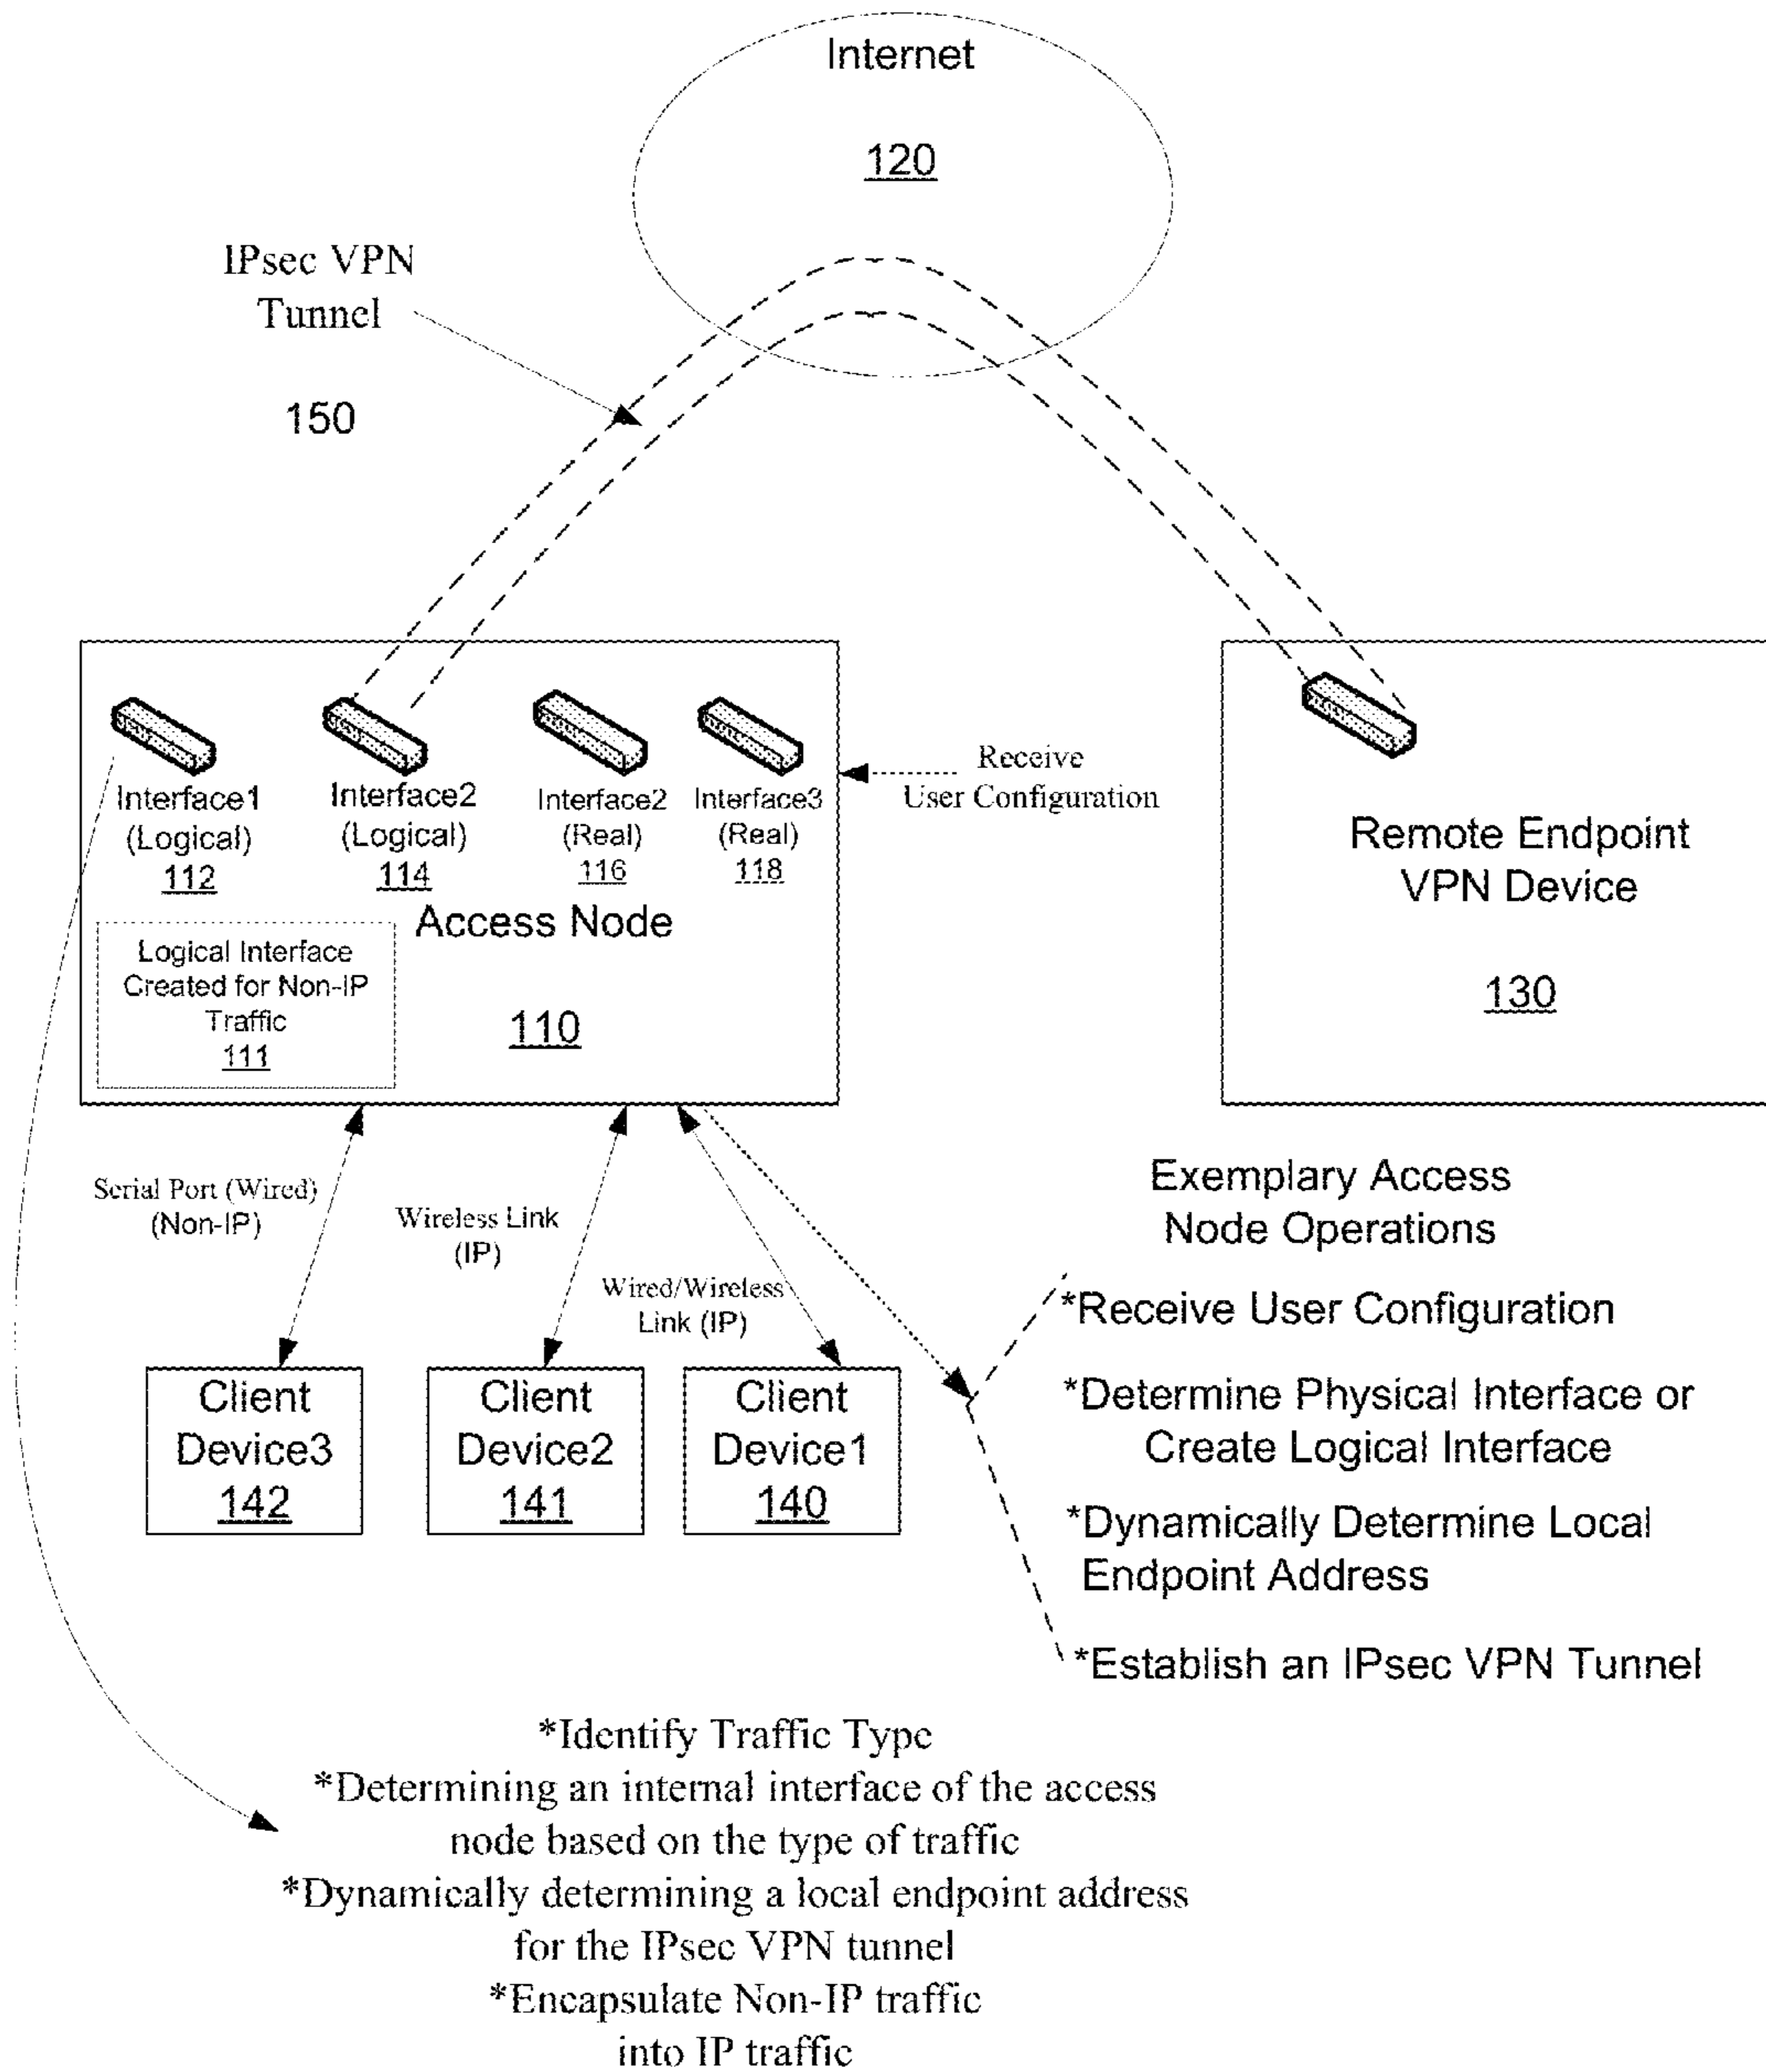 Internet
120
IPsec VPN
Tunnel
150
Interface1
(Logical)
112
Interface2
(Logical)
114
Interface2
(Real)
116
Interface3
(Real)
118
Receive
User Configuration
Access Node
110
Logical Interface
Created for Non-IP
Traffic
111
Remote Endpoint
VPN Device
130
Serial Port (Wired)
(Non-IP)
Wireless Link
(IP)
Wired/Wireless
Link (IP)
Client
Device3
142
Client
Device2
141
Client
Device1
140
Exemplary Access
Node Operations
*Receive User Configuration
*Determine Physical Interface or
Create Logical Interface
*Dynamically Determine Local
Endpoint Address
*Establish an IPsec VPN Tunnel
*Identify Traffic Type
*Determining an internal interface of the access
node based on the type of traffic
*Dynamically determining a local endpoint address
for the IPsec VPN tunnel
*Encapsulate Non-IP traffic
into IP traffic